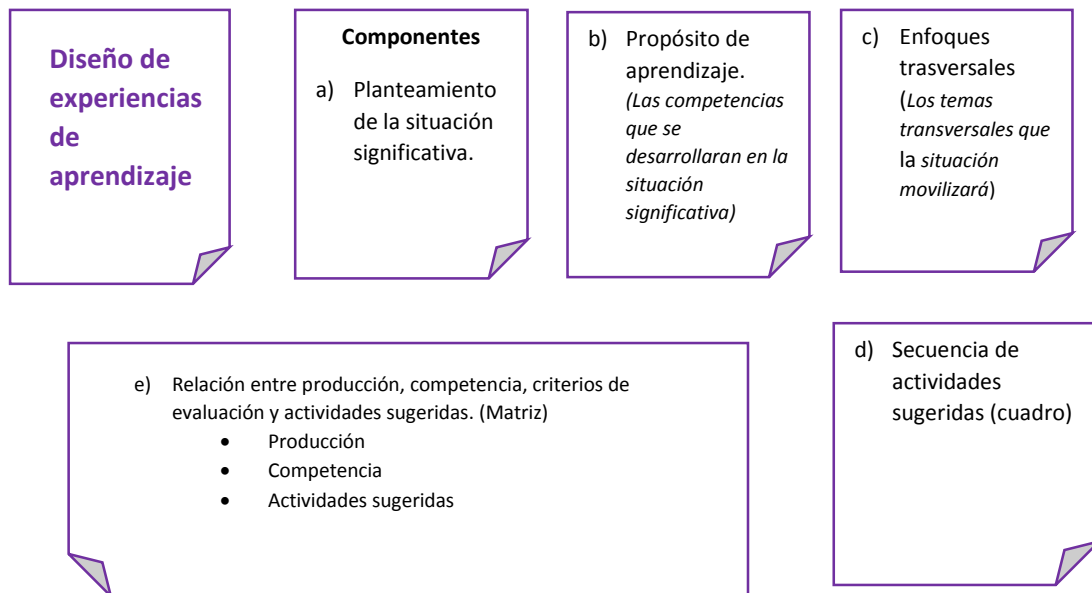 Diseño de
experiencias
de
aprendizaje
Componentes
a) Planteamiento
de la situación
significativa.
b) Propósito de
aprendizaje.
(Las competencias
que se
desarrollaran en la
situación
significativa)
c) Enfoques
trasversales
(Los temas
transversales que
la situación
movilizará)
d) Secuencia de
actividades
sugeridas (cuadro)
e) Relación entre producción, competencia, criterios de
evaluación y actividades sugeridas. (Matriz)
• Producción
• Competencia
• Actividades sugeridas